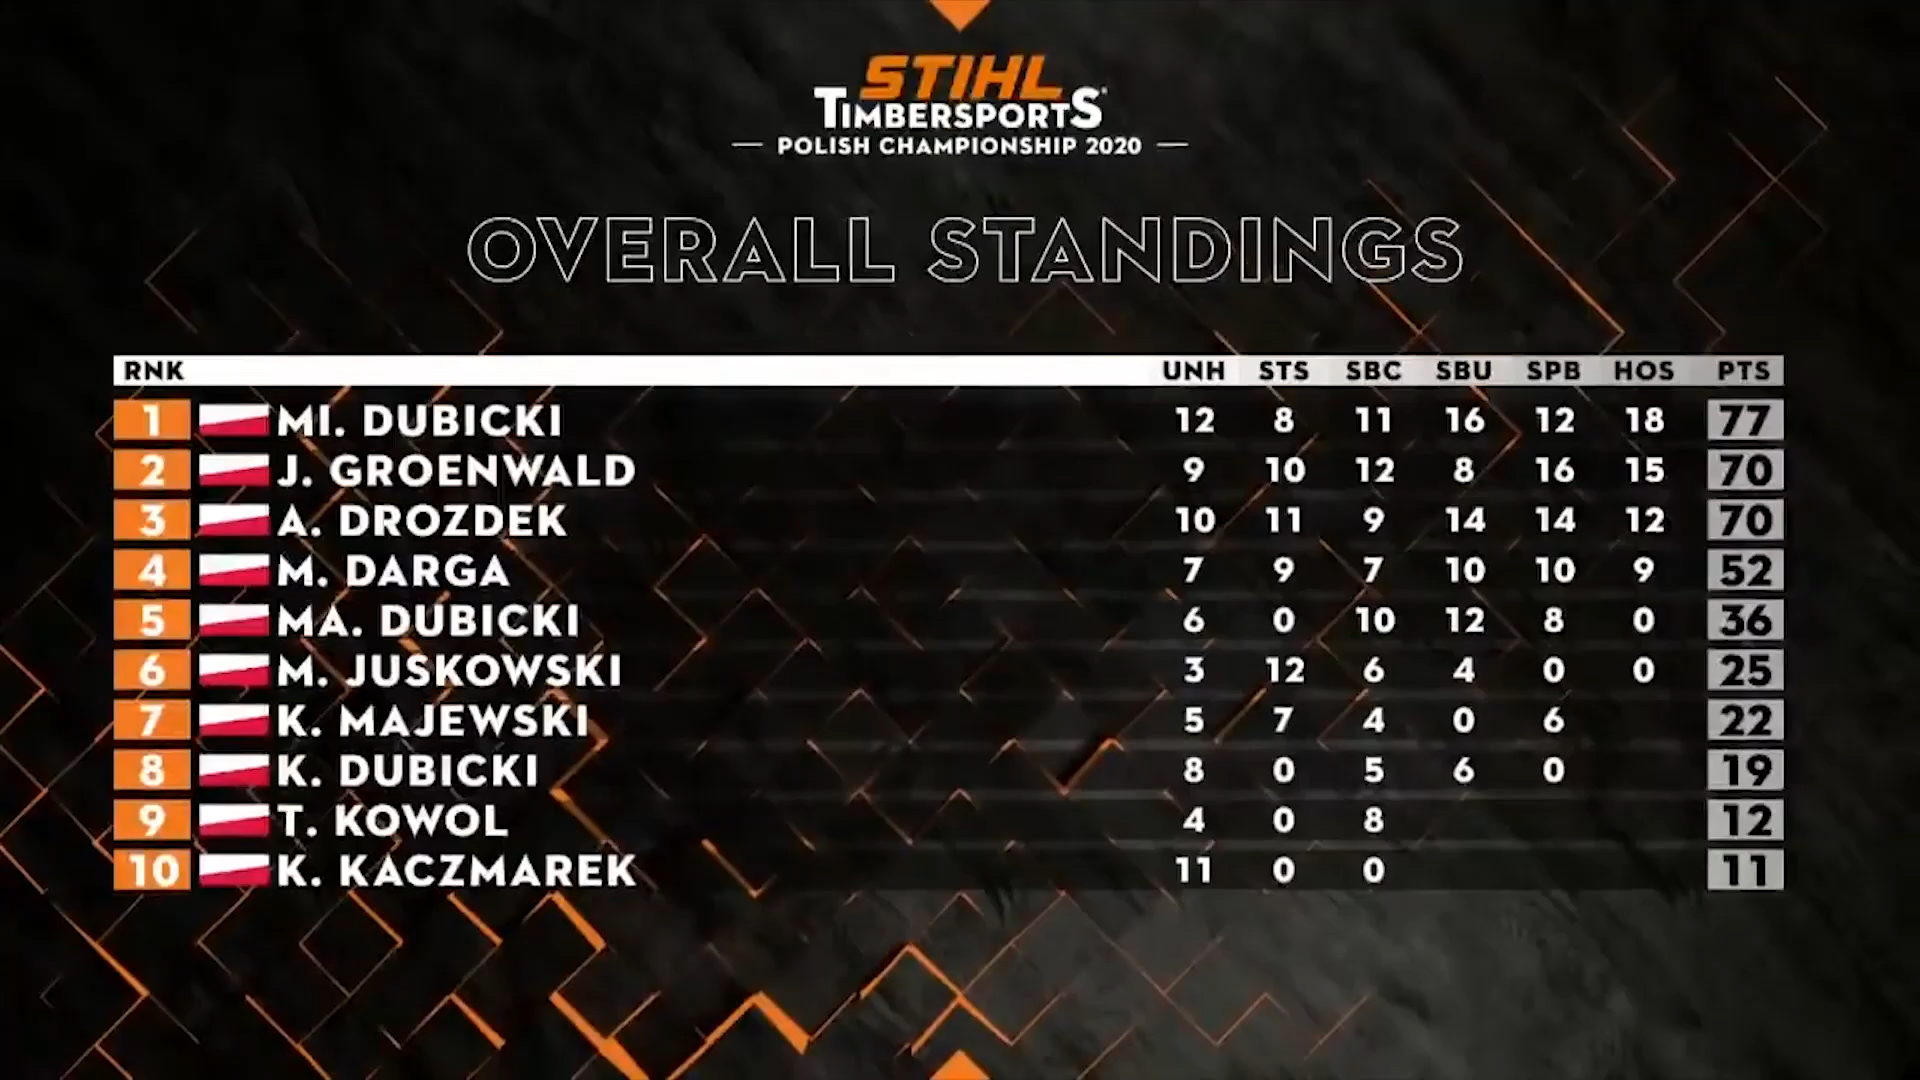 STIHL
TIMBERSPORTS®
POLISH CHAMPIONSHIP 2020
OVERALL STANDINGS
RNK UNH STS SBC SBU SPB HOS PTS
1 MI. DUBICKI 12 8 11 16 12 18 77
2 J. GROENWALD 9 10 12 8 16 15 70
3 A. DROZDEK 10 11 9 14 14 12 70
4 M. DARGA 7 9 7 10 10 9 52
5 MA. DUBICKI 6 0 10 12 8 0 36
6 M. JUSKOWSKI 3 12 6 4 0 0 25
7 K. MAJEWSKI 5 7 4 0 6 22
8 K. DUBICKI 8 0 5 6 0 19
9 T. KOWOL 4 0 8 12
10 K. KACZMAREK 11 0 0 11